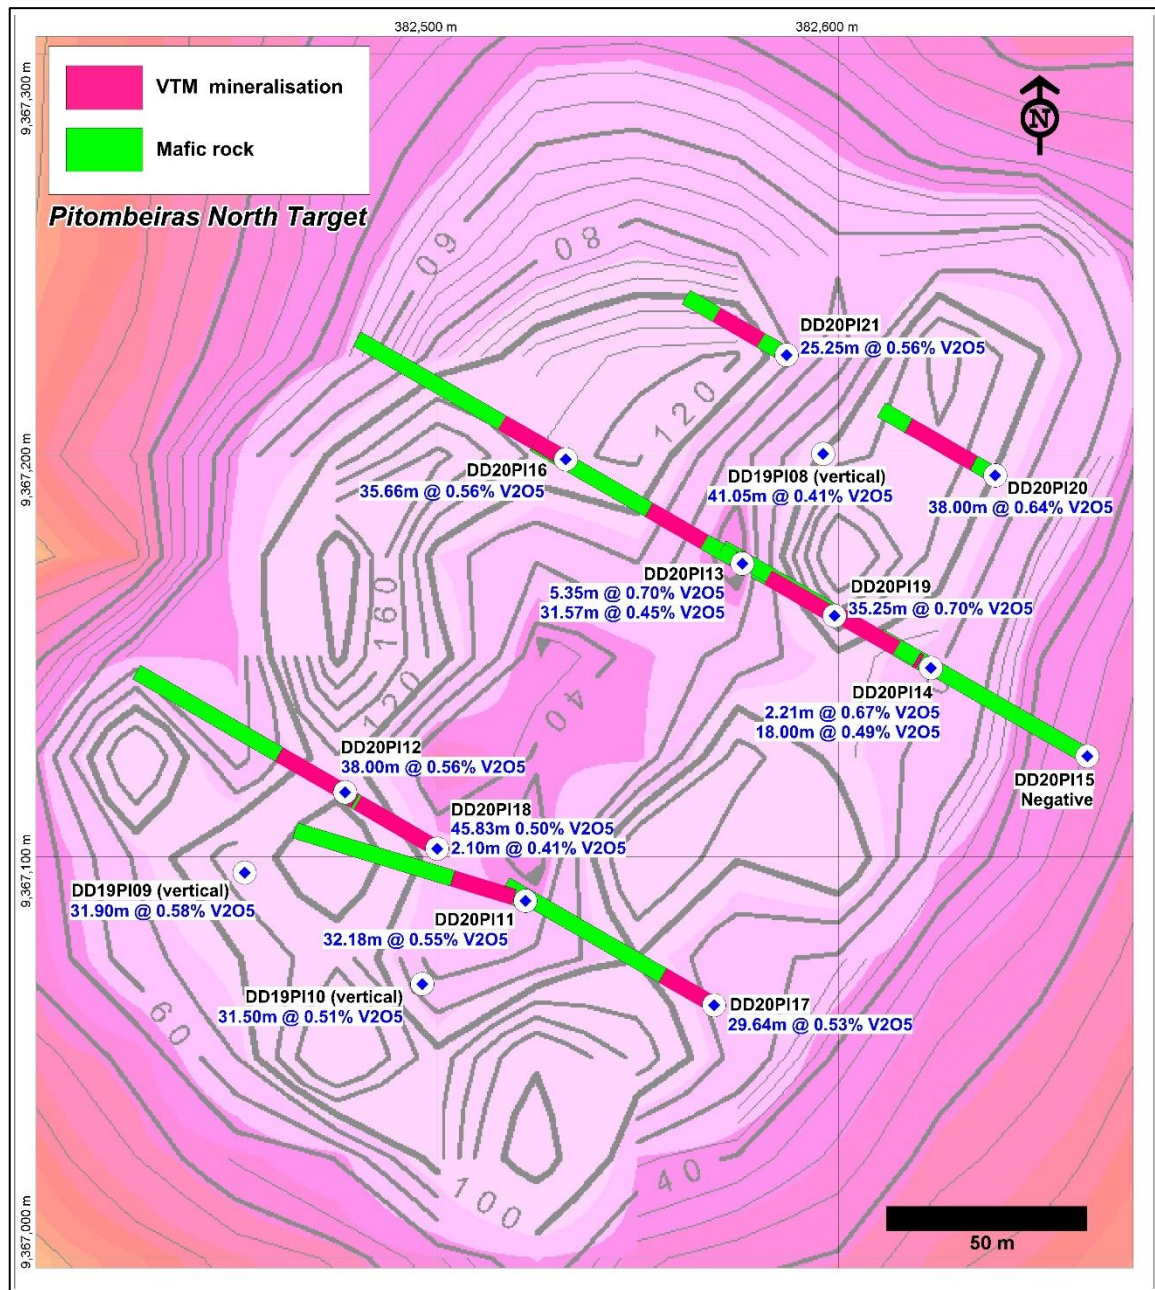 382,500 m
382,600 m
9,367,300 m
VTM mineralisation
Mafic rock
N
Pitombeiras North Target
60
80
DD20PI21
25.25m @ 0.56% V2O5
120
9,367,200 m
DD20PI16
35.66m @ 0.56% V2O5
DD19PI08 (vertical)
41.05m @ 0.41% V2O5
DD20PI20
38.00m @ 0.64% V2O5
DD20PI13
5.35m @ 0.70% V2O5
31.57m @ 0.45% V2O5
DD20PI19
35.25m @ 0.70% V2O5
160
120
40
DD20PI14
2.21m @ 0.67% V2O5
18.00m @ 0.49% V2O5
DD20PI12
38.00m @ 0.56% V2O5
DD20PI15
Negative
DD20PI18
45.83m 0.50% V2O5
2.10m @ 0.41% V2O5
9,367,100 m
DD19PI09 (vertical)
31.90m @ 0.58% V2O5
DD20PI11
32.18m @ 0.55% V2O5
DD19PI10 (vertical)
31.50m @ 0.51% V2O5
DD20PI17
29.64m @ 0.53% V2O5
60
100
40
9,367,000 m
50 m